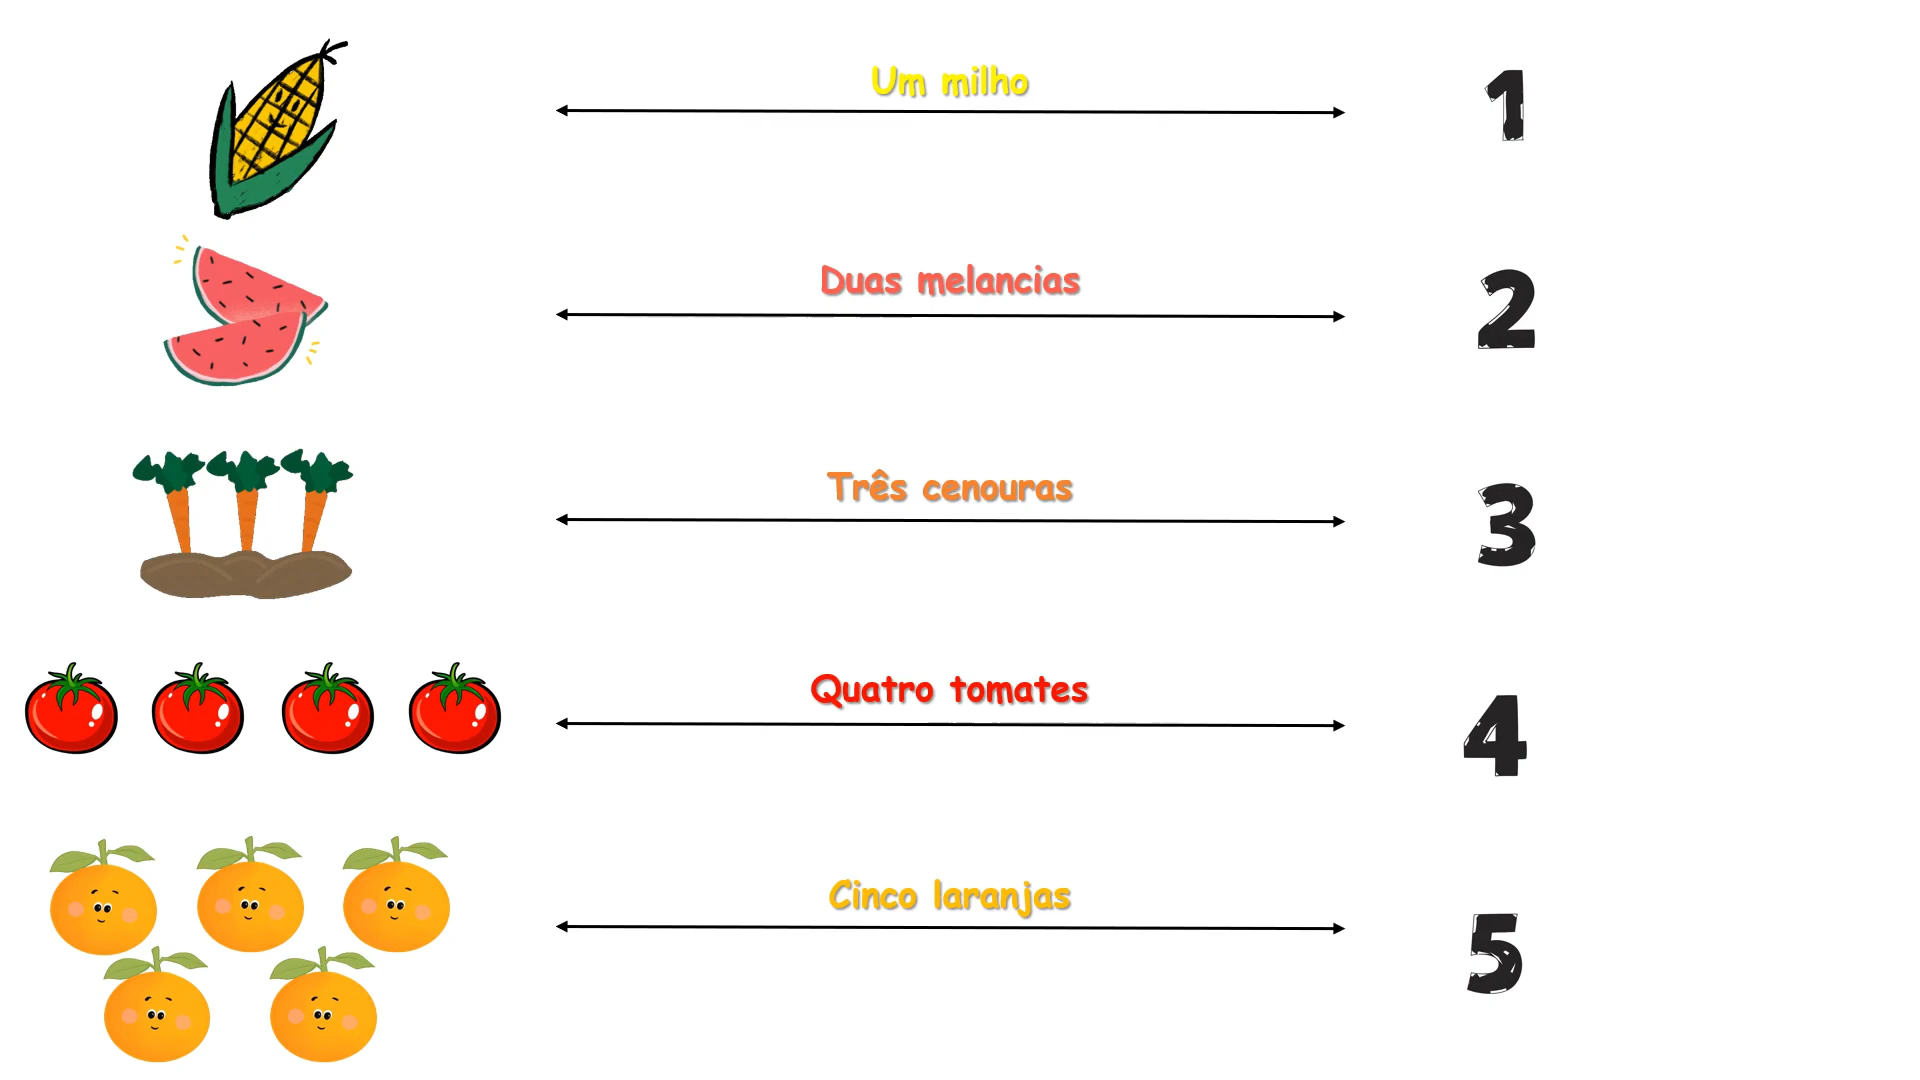 Um milho
1
Duas melancias
2
Três cenouras
3
Quatro tomates
4
Cinco laranjas
5